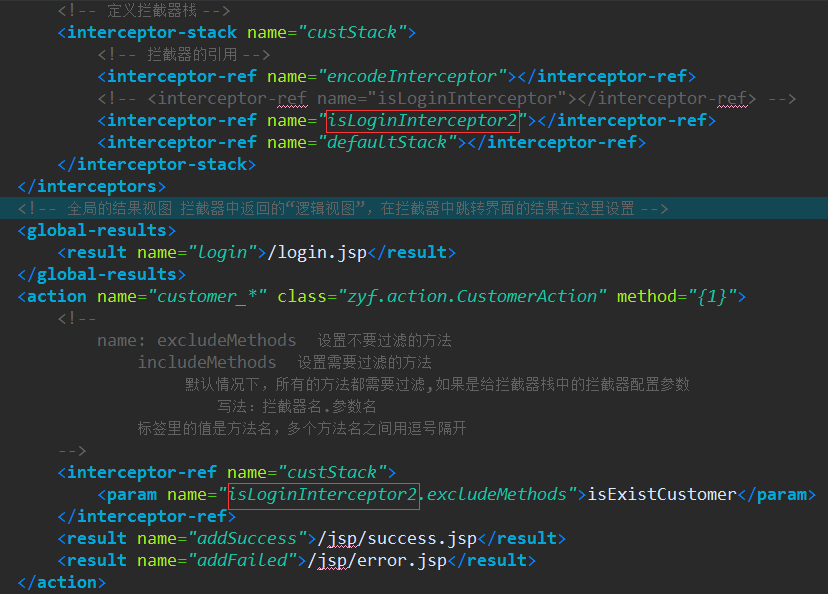 <!-- 定义拦截器栈 -->
<interceptor-stack name="custStack">
<!-- 拦截器的引用 -->
<interceptor-ref name="encodeInterceptor"></interceptor-ref>
<!-- <interceptor-ref name="isLoginInterceptor"></interceptor-ref> -->
<interceptor-ref name="isLoginInterceptor2"></interceptor-ref>
<interceptor-ref name="defaultStack"></interceptor-ref>
</interceptor-stack>
</interceptors>
<!-- 全局的结果视图 拦截器中返回的“逻辑视图”，在拦截器中跳转界面的结果在这里设置 -->
<global-results>
<result name="login">/login.jsp</result>
</global-results>
<action name="customer_*" class="zyf.action.CustomerAction" method="{1}">
<!--
name: excludeMethods  设置不要过滤的方法
includeMethods  设置需要过滤的方法
默认情况下，所有的方法都需要过滤,如果是给拦截器栈中的拦截器配置参数
写法：拦截器名.参数名
标签里的值是方法名，多个方法名之间用逗号隔开
-->
<interceptor-ref name="custStack">
<param name="isLoginInterceptor2.excludeMethods">isExistCustomer</param>
</interceptor-ref>
<result name="addSuccess">/jsp/success.jsp</result>
<result name="addFailed">/jsp/error.jsp</result>
</action>